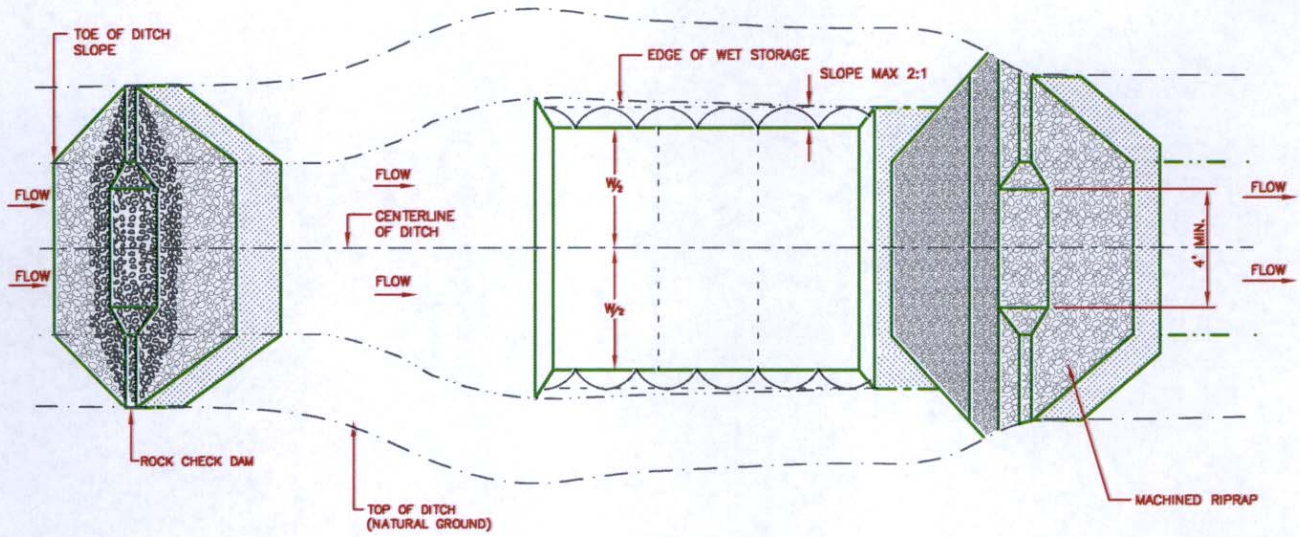 TOE OF DITCH
SLOPE
EDGE OF WET STORAGE
SLOPE MAX 2:1
FLOW
FLOW
W/2
FLOW
CENTERLINE
OF DITCH
4' MIN.
FLOW
FLOW
W/2
FLOW
ROCK CHECK DAM
TOP OF DITCH
(NATURAL GROUND)
MACHINED RIPRAP